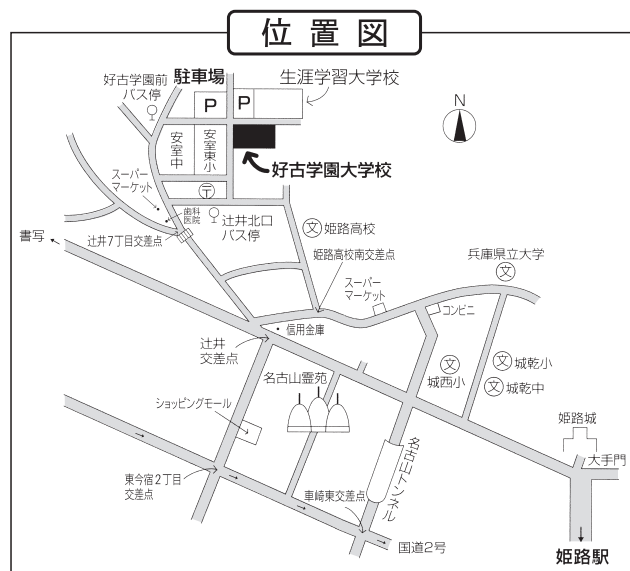 位置図
好古学園前
バス停
駐車場
生涯学習大学校
P
P
N
安室中
安室東小
好古学園大学校
スーパー
マーケット
〒
歯科
医院
辻井北口
バス停
文 姫路高校
書写
辻井7丁目交差点
姫路高校南交差点
兵庫県立大学
文
スーパー
マーケット
コンビニ
信用金庫
辻井
交差点
文
城西小
文 城乾小
文 城乾中
名古山霊苑
ショッピングモール
姫路城
大手門
名古山トンネル
東今宿2丁目
交差点
車崎東交差点
国道2号
姫路駅